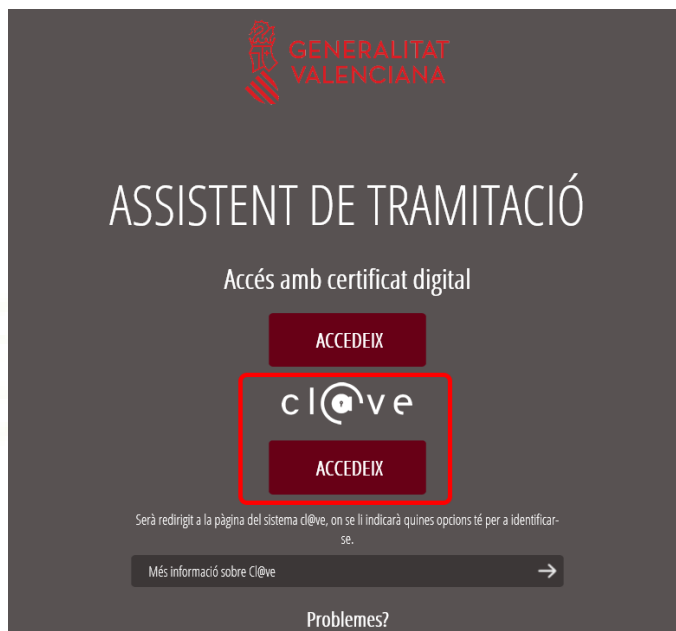 GENERALITAT
VALENCIANA
ASSISTENT DE TRAMITACIÓ
Accés amb certificat digital
ACCEDEIX
cl@ve
ACCEDEIX
Serà redirigit a la pàgina del sistema cl@ve, on se li indicarà quines opcions té per a identificar-
se.
Més informació sobre Cl@ve
Problemes?